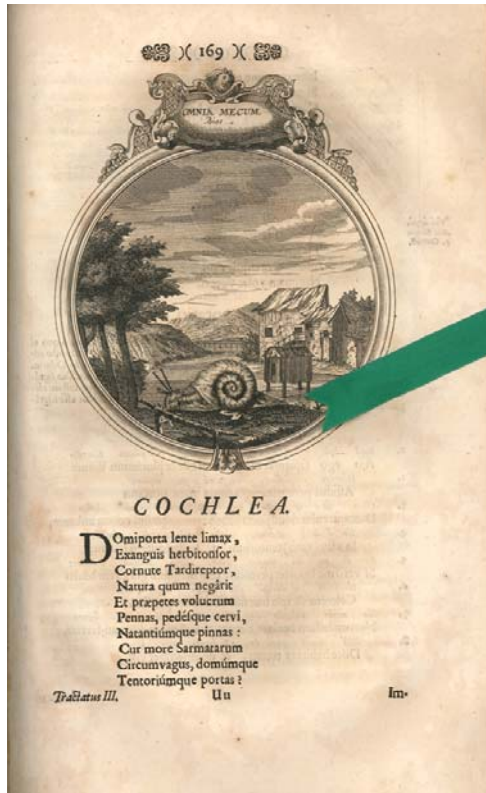 )( 169 )(
OMNIA MECUM.
COCHLEA.
DOmiporta lente limax,
Exanguis herbitonsor,
Cornute Tardireptor,
Natura quum negârit
Et præpetes volucrum
Pennas, pedésque cervi,
Natantiúmque pinnas:
Cur more Sarmatarum
Circumvagus, domúmque
Tentoriúmque portas?
Tractatus III.
Uu
Im-